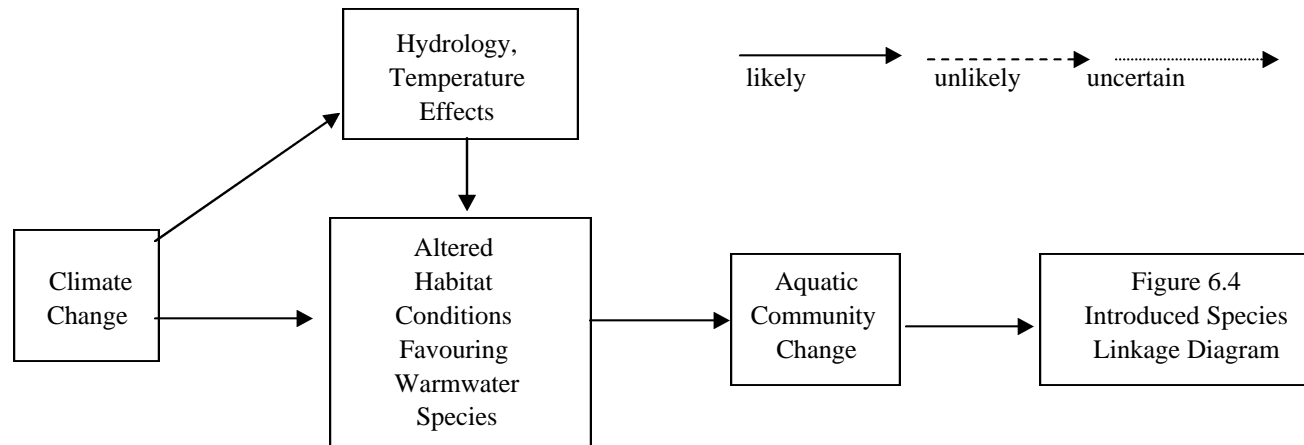 Hydrology,
Temperature
Effects
likely
unlikely
uncertain
Climate
Change
Altered
Habitat
Conditions
Favouring
Warmwater
Species
Aquatic
Community
Change
Figure 6.4
Introduced Species
Linkage Diagram